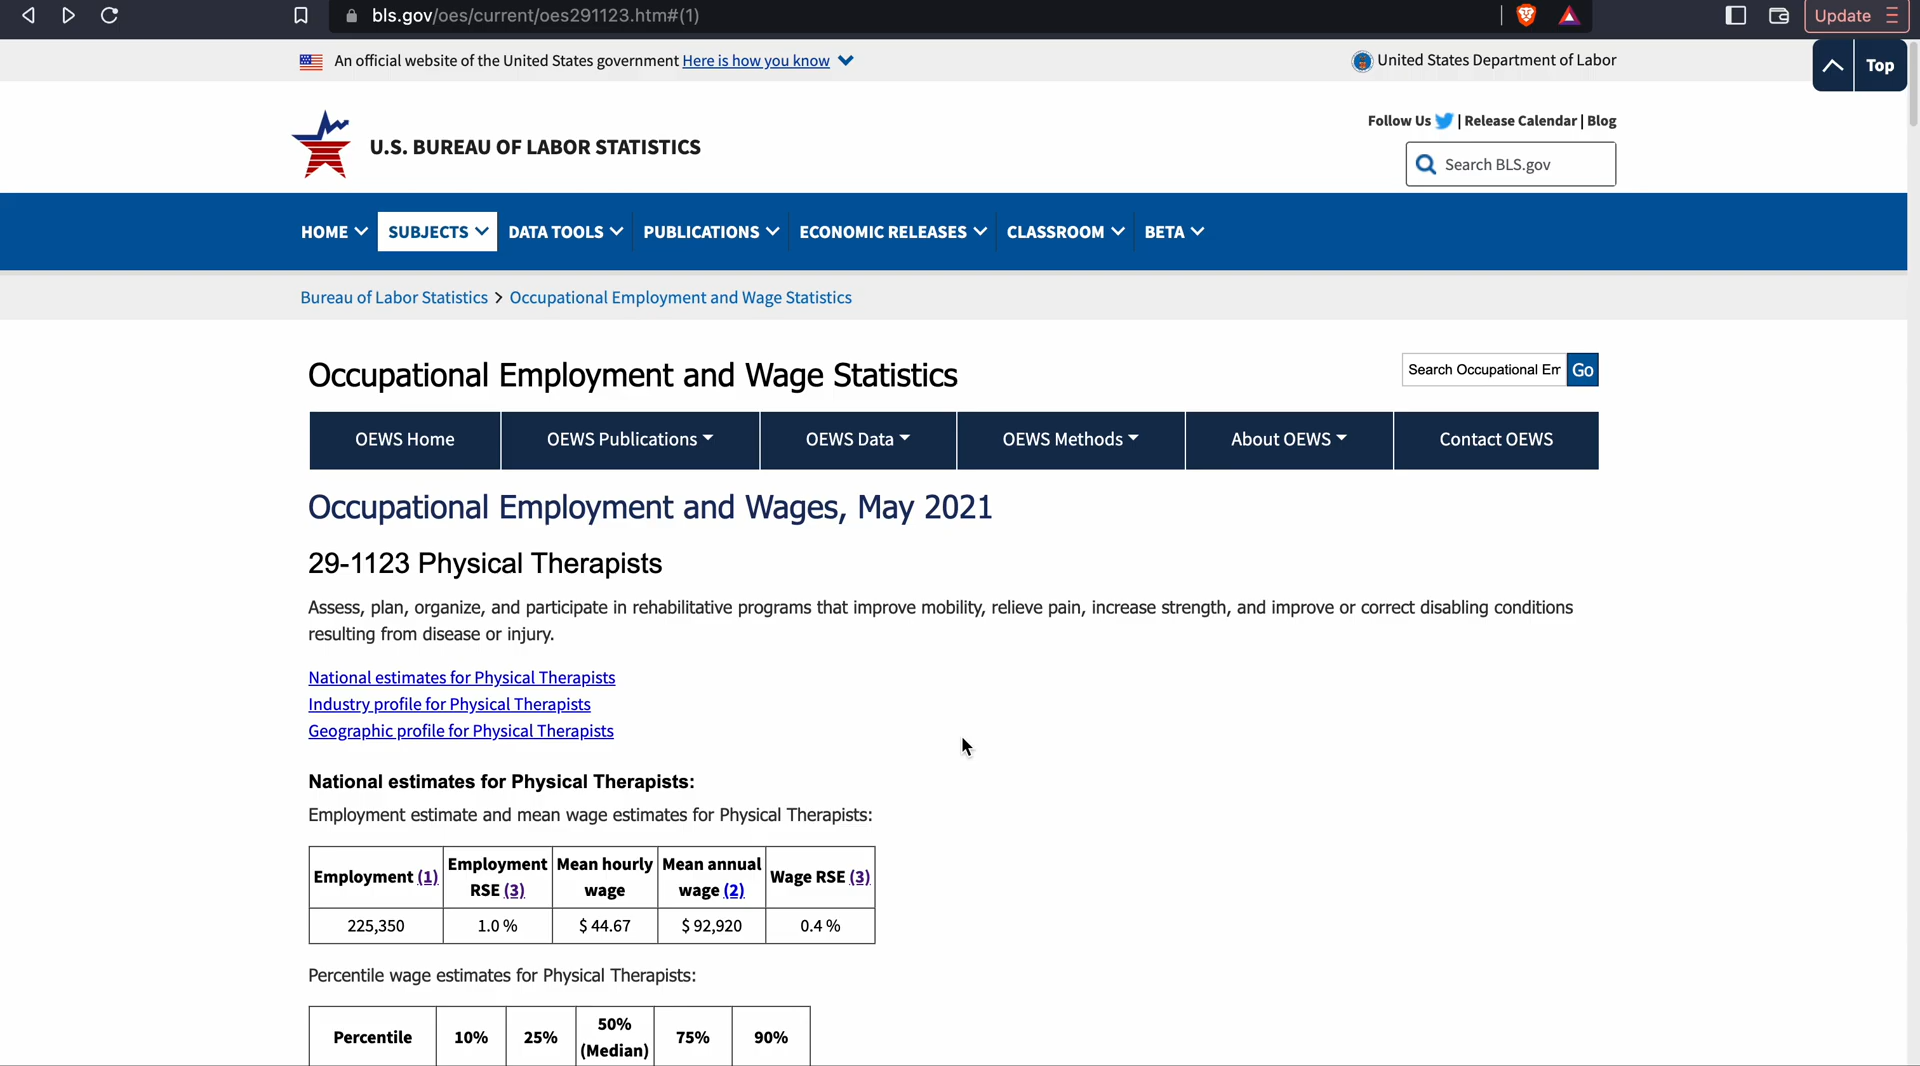 bls.gov/oes/current/oes291123.htm#(1)
Update
An official website of the United States government Here is how you know
United States Department of Labor
Top
Follow Us | Release Calendar | Blog
U.S. BUREAU OF LABOR STATISTICS
Search BLS.gov
HOME SUBJECTS DATA TOOLS PUBLICATIONS ECONOMIC RELEASES CLASSROOM BETA
Bureau of Labor Statistics > Occupational Employment and Wage Statistics
Occupational Employment and Wage Statistics
Search Occupational Em Go
OEWS Home OEWS Publications OEWS Data OEWS Methods About OEWS Contact OEWS
Occupational Employment and Wages, May 2021
29-1123 Physical Therapists
Assess, plan, organize, and participate in rehabilitative programs that improve mobility, relieve pain, increase strength, and improve or correct disabling conditions
resulting from disease or injury.
National estimates for Physical Therapists
Industry profile for Physical Therapists
Geographic profile for Physical Therapists
National estimates for Physical Therapists:
Employment estimate and mean wage estimates for Physical Therapists:
Employment (1) Employment RSE (3) Mean hourly wage Mean annual wage (2) Wage RSE (3)
225,350 1.0 % $ 44.67 $ 92,920 0.4 %
Percentile wage estimates for Physical Therapists:
Percentile 10% 25% 50% (Median) 75% 90%